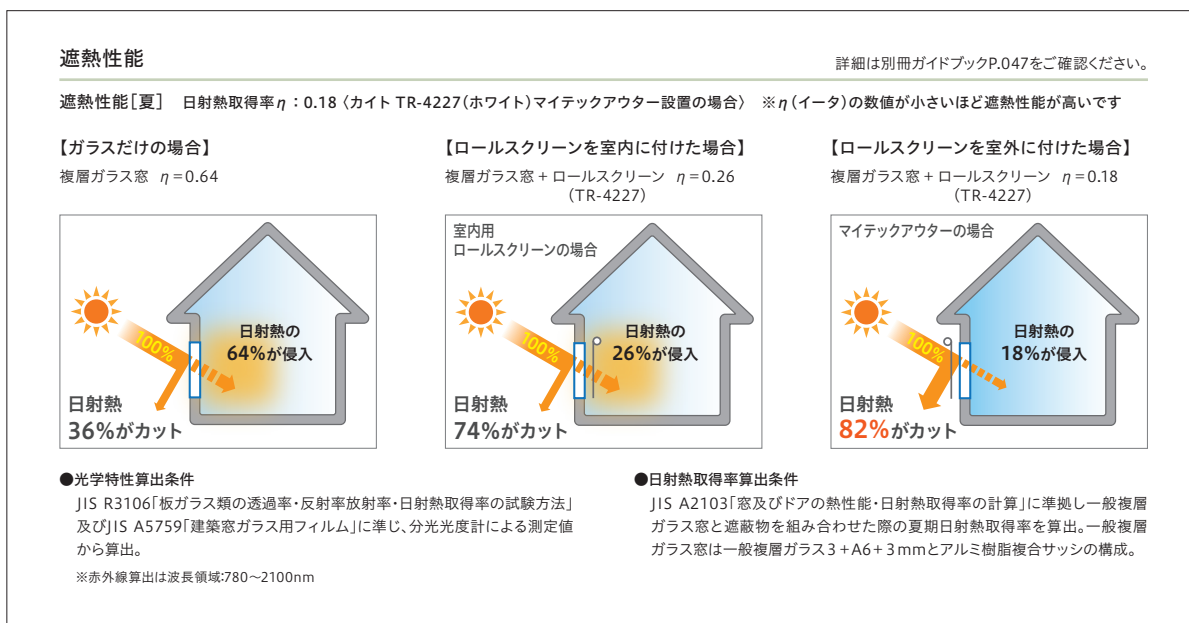 遮熱性能
詳細は別冊ガイドブックP.047をご確認ください。
遮熱性能[夏] 日射熱取得率η：0.18〈カイト TR-4227（ホワイト）マイテックアウター設置の場合〉 ※η（イータ）の数値が小さいほど遮熱性能が高いです
【ガラスだけの場合】
複層ガラス窓 η=0.64
日射熱の
64%が侵入
100%
日射熱
36%がカット
【ロールスクリーンを室内に付けた場合】
複層ガラス窓 + ロールスクリーン η=0.26
（TR-4227）
室内用
ロールスクリーンの場合
日射熱の
26%が侵入
100%
日射熱
74%がカット
【ロールスクリーンを室外に付けた場合】
複層ガラス窓 + ロールスクリーン η=0.18
（TR-4227）
マイテックアウターの場合
日射熱の
18%が侵入
100%
日射熱
82%がカット
●光学特性算出条件
JIS R3106「板ガラス類の透過率・反射率放射率・日射熱取得率の試験方法」
及びJIS A5759「建築窓ガラス用フィルム」に準じ、分光光度計による測定値
から算出。
※赤外線算出は波長領域:780〜2100nm
●日射熱取得率算出条件
JIS A2103「窓及びドアの熱性能・日射熱取得率の計算」に準拠し一般複層
ガラス窓と遮蔽物を組み合わせた際の夏期日射熱取得率を算出。一般複層
ガラス窓は一般複層ガラス3+A6+3mmとアルミ樹脂複合サッシの構成。